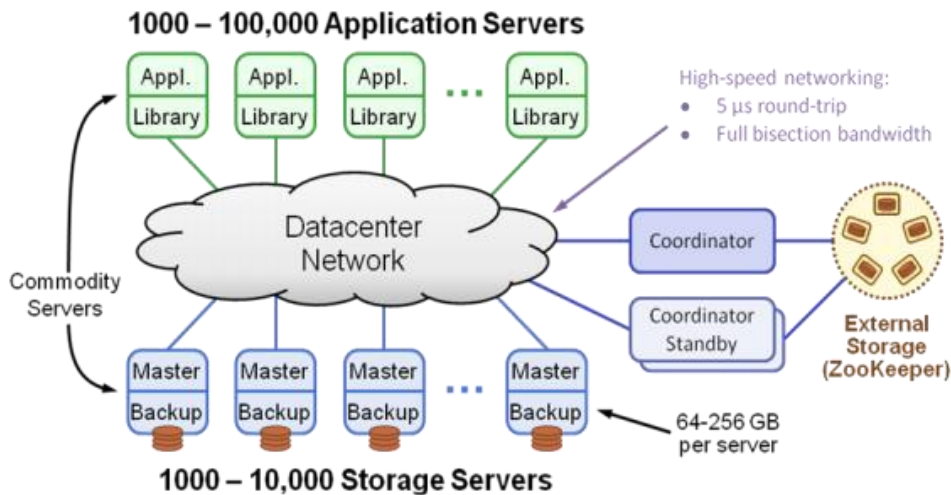 1000 – 100,000 Application Servers
Appl.
Library
Appl.
Library
Appl.
Library
...
Appl.
Library
High-speed networking:
● 5 μs round-trip
● Full bisection bandwidth
Datacenter
Network
Coordinator
Coordinator
Standby
External
Storage
(ZooKeeper)
Commodity
Servers
Master
Backup
Master
Backup
Master
Backup
...
Master
Backup
64-256 GB
per server
1000 – 10,000 Storage Servers